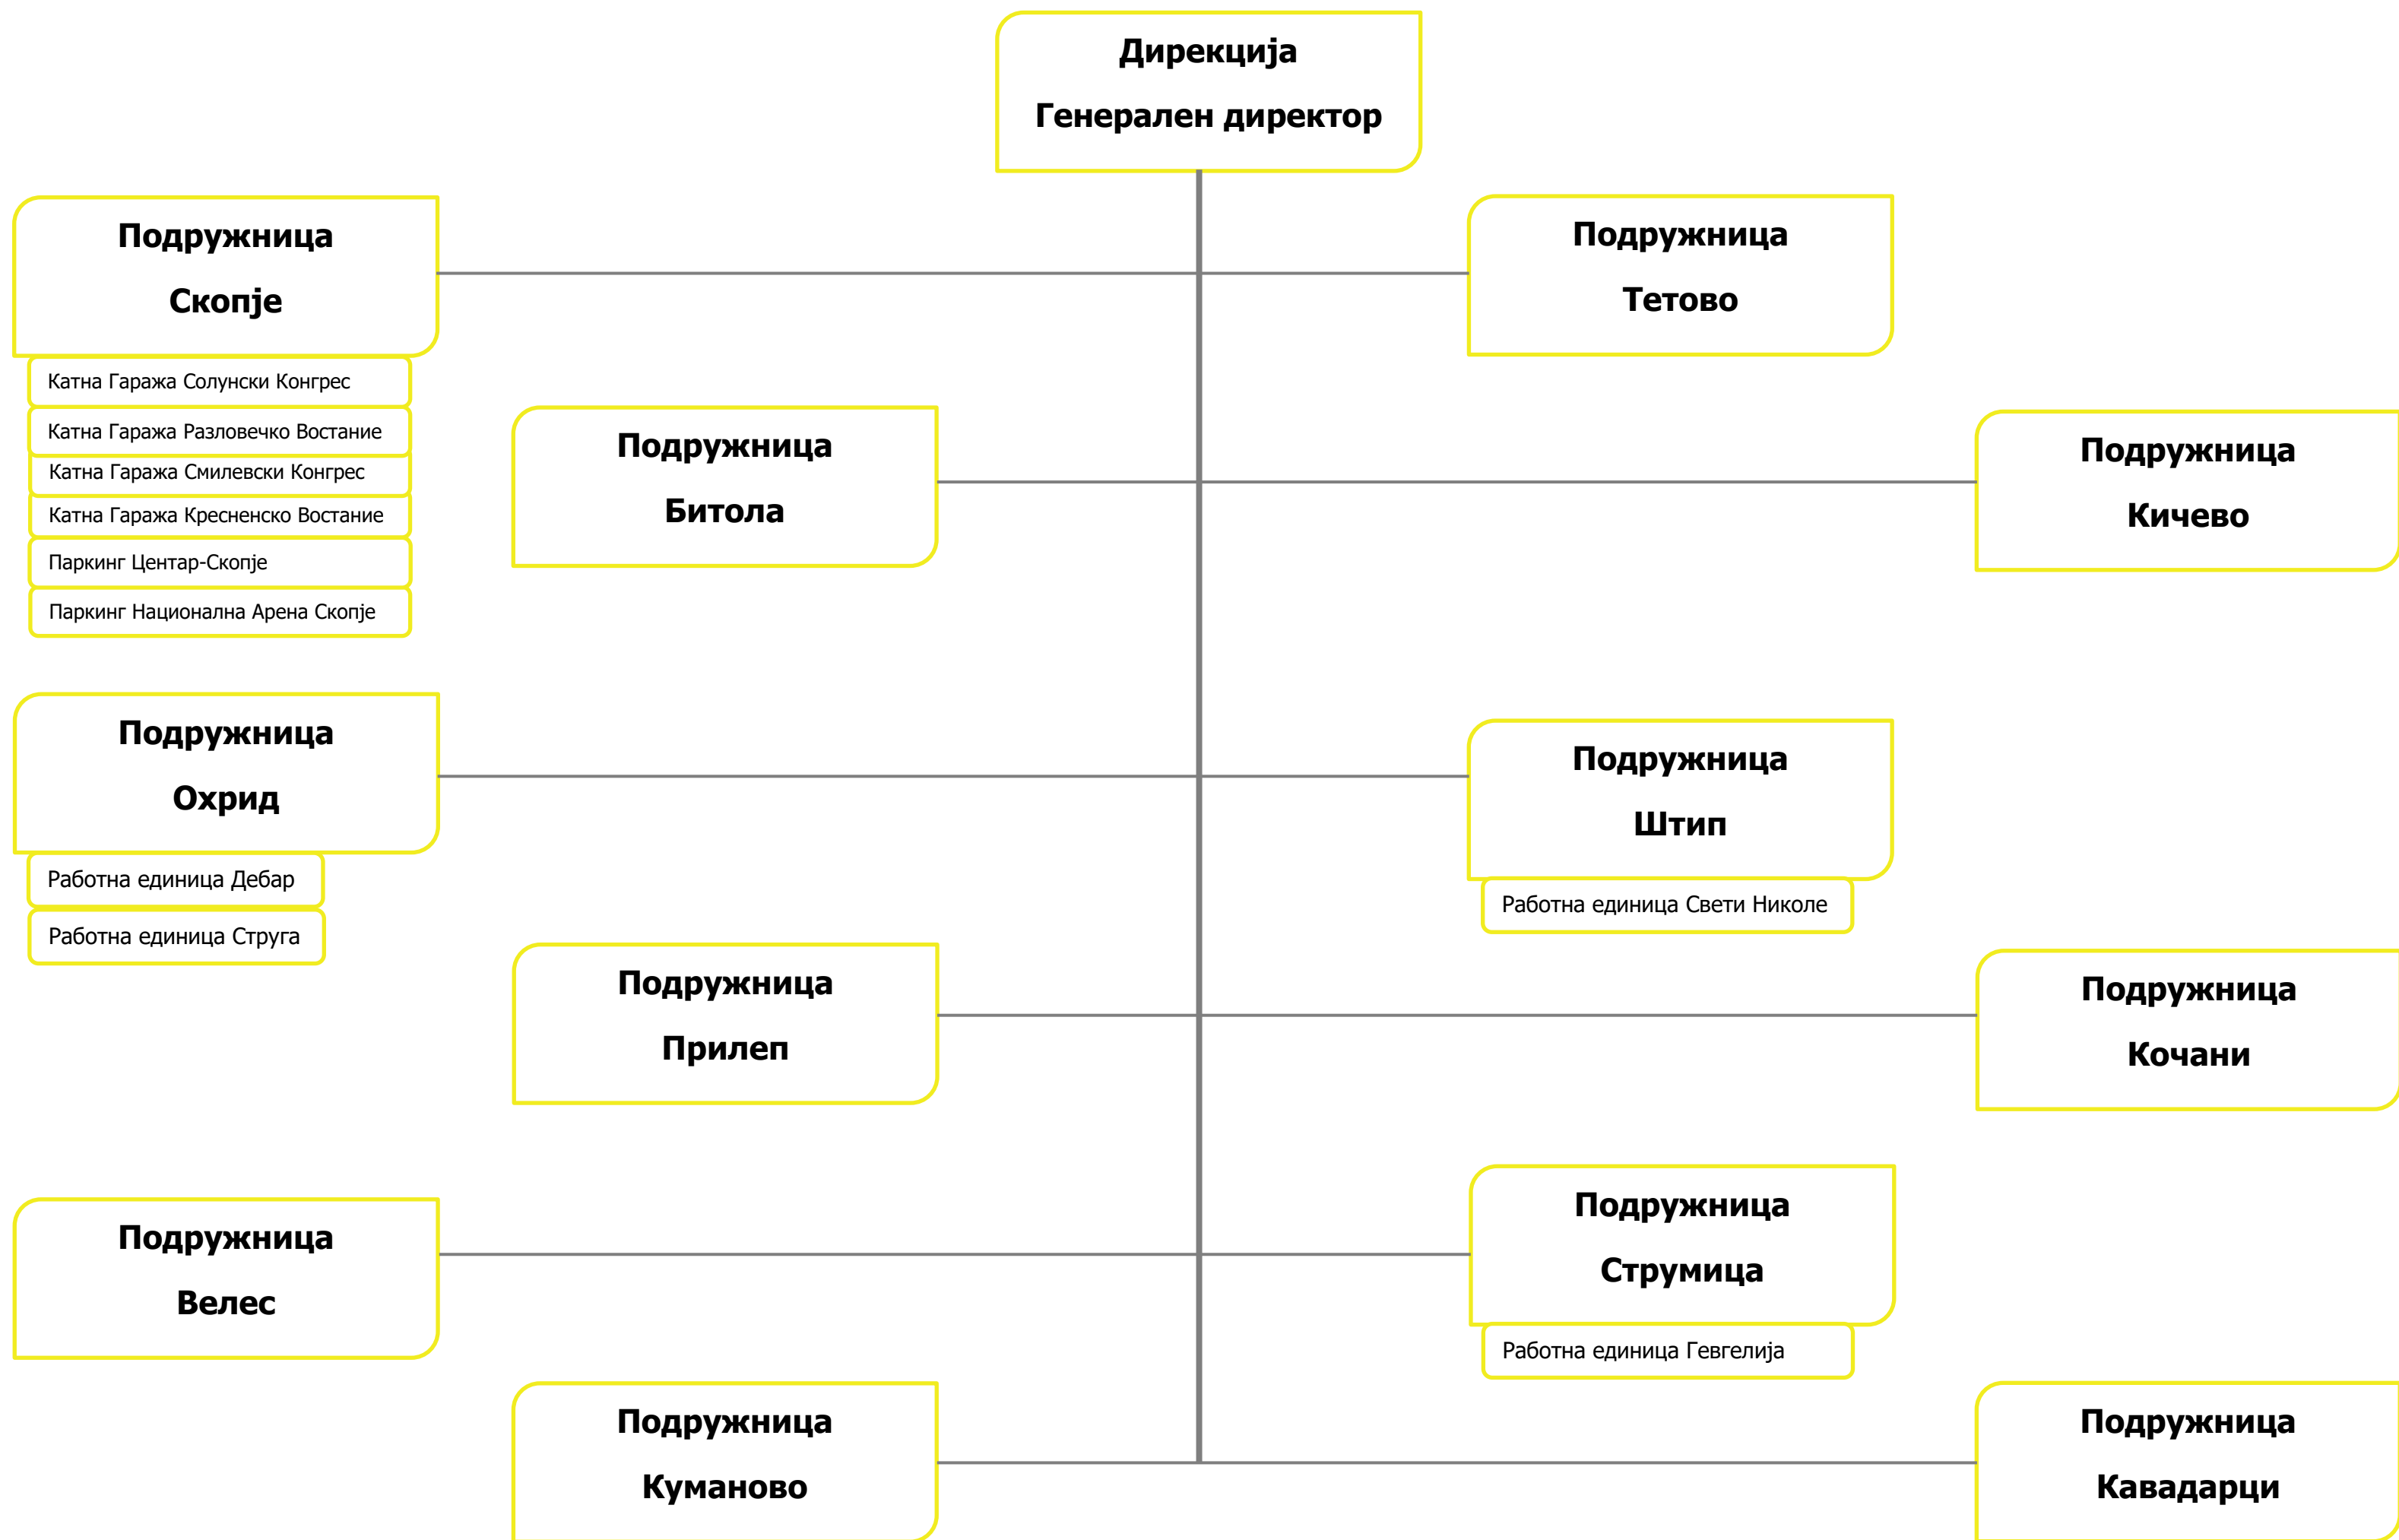 Дирекција
Генерален директор
Подружница
Скопје
Катна Гаража Солунски Конгрес
Катна Гаража Разловечко Востание
Катна Гаража Смилевски Конгрес
Катна Гаража Кресненско Востание
Паркинг Центар-Скопје
Паркинг Национална Арена Скопје
Подружница
Тетово
Подружница
Битола
Подружница
Кичево
Подружница
Охрид
Работна единица Дебар
Работна единица Струга
Подружница
Штип
Работна единица Свети Николе
Подружница
Прилеп
Подружница
Кочани
Подружница
Велес
Подружница
Струмица
Работна единица Гевгелија
Подружница
Куманово
Подружница
Кавадарци